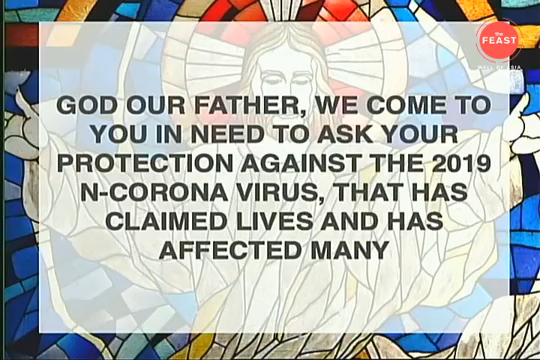 the
FEAST
GOD OUR FATHER, WE COME TO
YOU IN NEED TO ASK YOUR
PROTECTION AGAINST THE 2019
N-CORONA VIRUS, THAT HAS
CLAIMED LIVES AND HAS
AFFECTED MANY